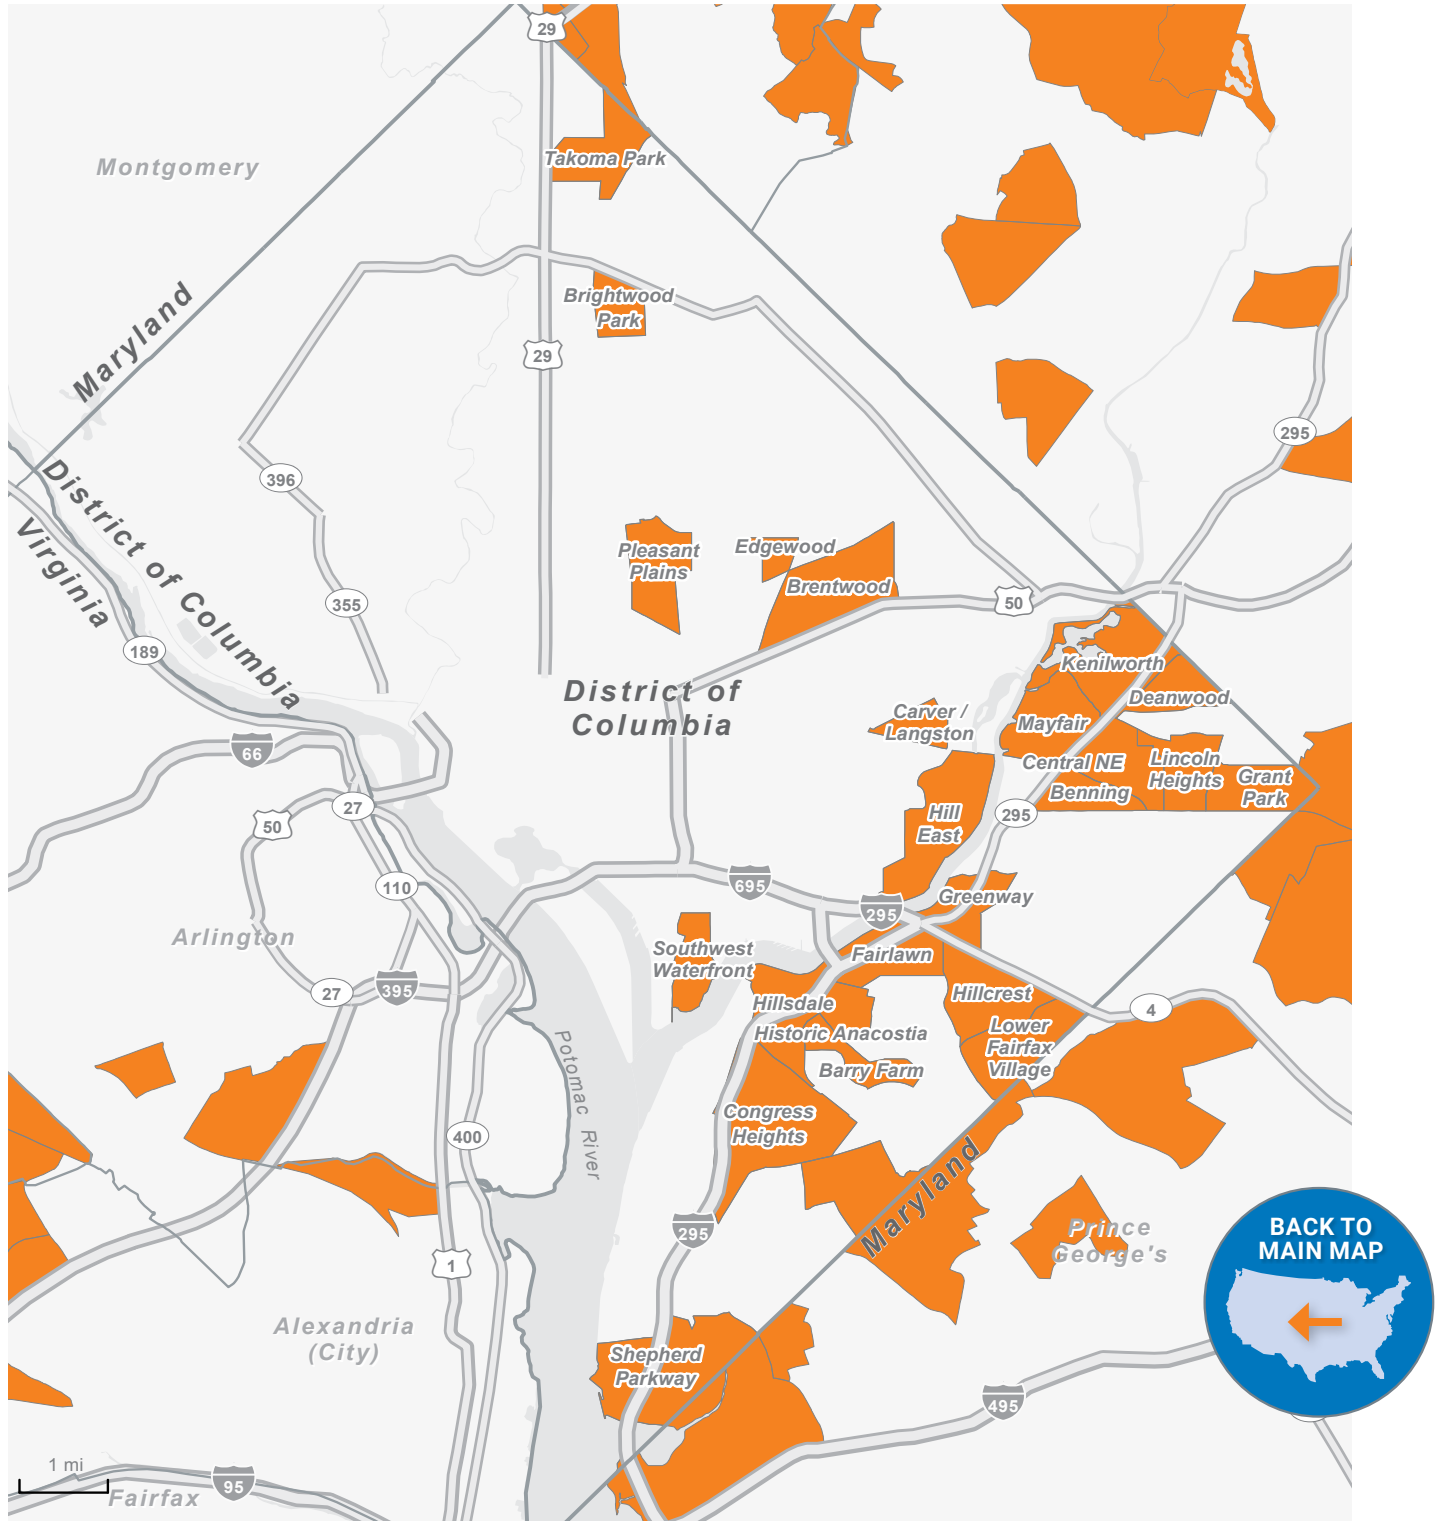 29
Montgomery
Takoma Park
Maryland
Brightwood
Park
29
295
396
District of Columbia
Virginia
Pleasant
Plains
Edgewood
Brentwood
50
355
189
Kenilworth
Deanwood
District of
Columbia
Carver /
Langston
Mayfair
66
Central NE
Benning
Lincoln
Heights
Grant
Park
27
50
Hill
East
295
110
695
295
Greenway
Arlington
Southwest
Waterfront
Fairlawn
27
395
Hillsdale
Hillcrest
4
Historic Anacostia
Lower
Fairfax
Village
Potomac River
Barry Farm
Congress
Heights
400
Maryland
295
Prince
George's
1
BACK TO
MAIN MAP
Alexandria
(City)
Shepherd
Parkway
495
1 mi
95
Fairfax